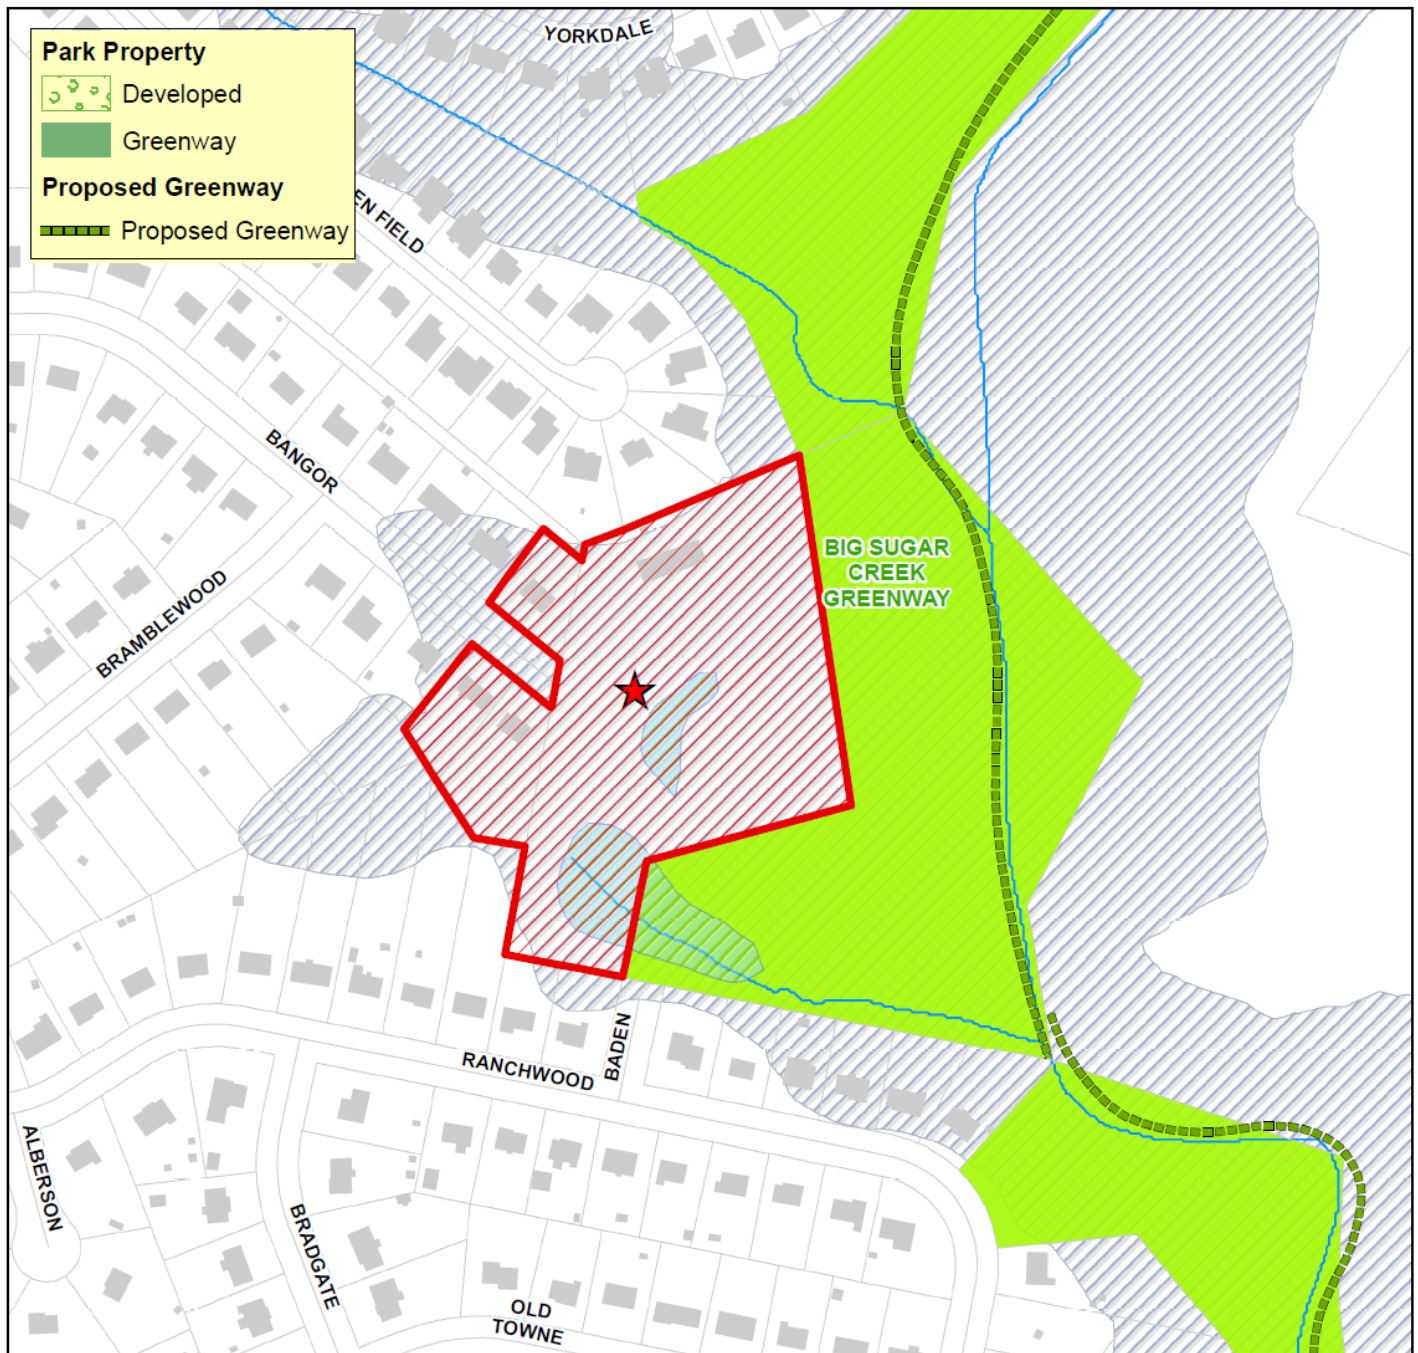 YORKDALE
Park Property
Developed
Greenway
Proposed Greenway
Proposed Greenway
EN FIELD
BANGOR
BRAMBLEWOOD
BIG SUGAR
CREEK
GREENWAY
BADEN
RANCHWOOD
ALBERSON
BRADGATE
OLD
TOWNE